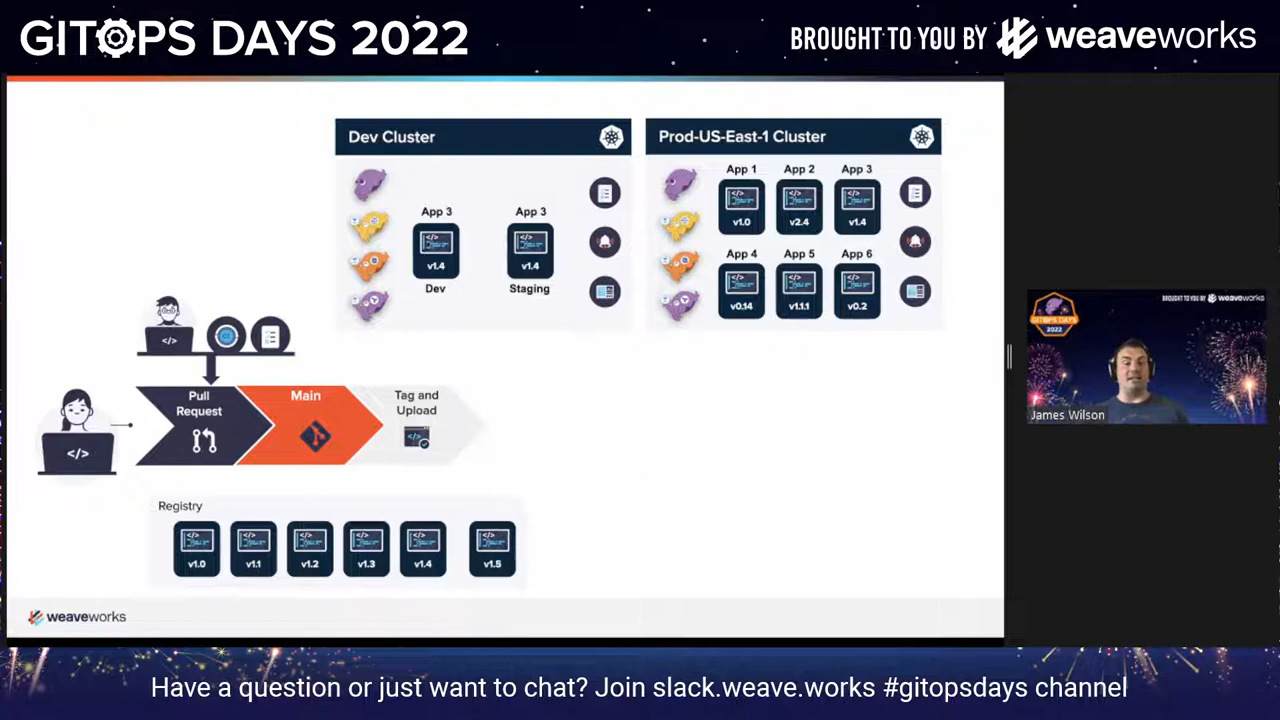 GITOPS DAYS 2022
BROUGHT TO YOU BY weaveworks
Dev Cluster
App 3
v1.4
Dev
App 3
v1.4
Staging
Prod-US-East-1 Cluster
App 1
App 2
App 3
v1.0
v2.4
v1.4
App 4
App 5
App 6
v0.14
v1.1.1
v0.2
</>
</>
Pull
Request
Main
Tag and
Upload
</>
Registry
v1.0
v1.1
v1.2
v1.3
v1.4
v1.5
weaveworks
BROUGHT TO YOU BY weaveworks
GITOPS DAYS
2022
James Wilson
Have a question or just want to chat? Join slack.weave.works #gitopsdays channel